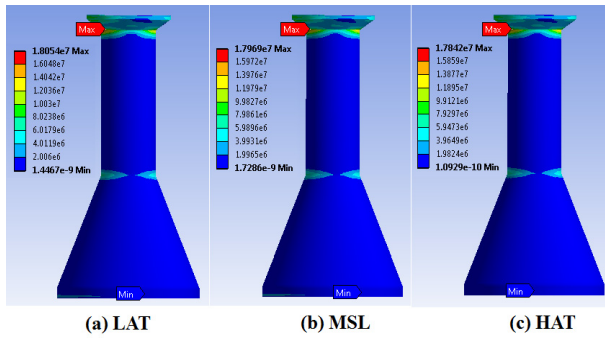 Max
1.8054e7 Max
1.6048e7
1.4042e7
1.2036e7
1.003e7
8.0238e6
6.0179e6
4.0119e6
2.006e6
1.4467e-9 Min
Min
(a) LAT
Max
1.7969e7 Max
1.5972e7
1.3976e7
1.1979e7
9.9827e6
7.9861e6
5.9896e6
3.9931e6
1.9965e6
1.7286e-9 Min
Min
(b) MSL
Max
1.7842e7 Max
1.5859e7
1.3877e7
1.1895e7
9.9121e6
7.9297e6
5.9473e6
3.9649e6
1.9824e6
1.0929e-10 Min
Min
(c) HAT